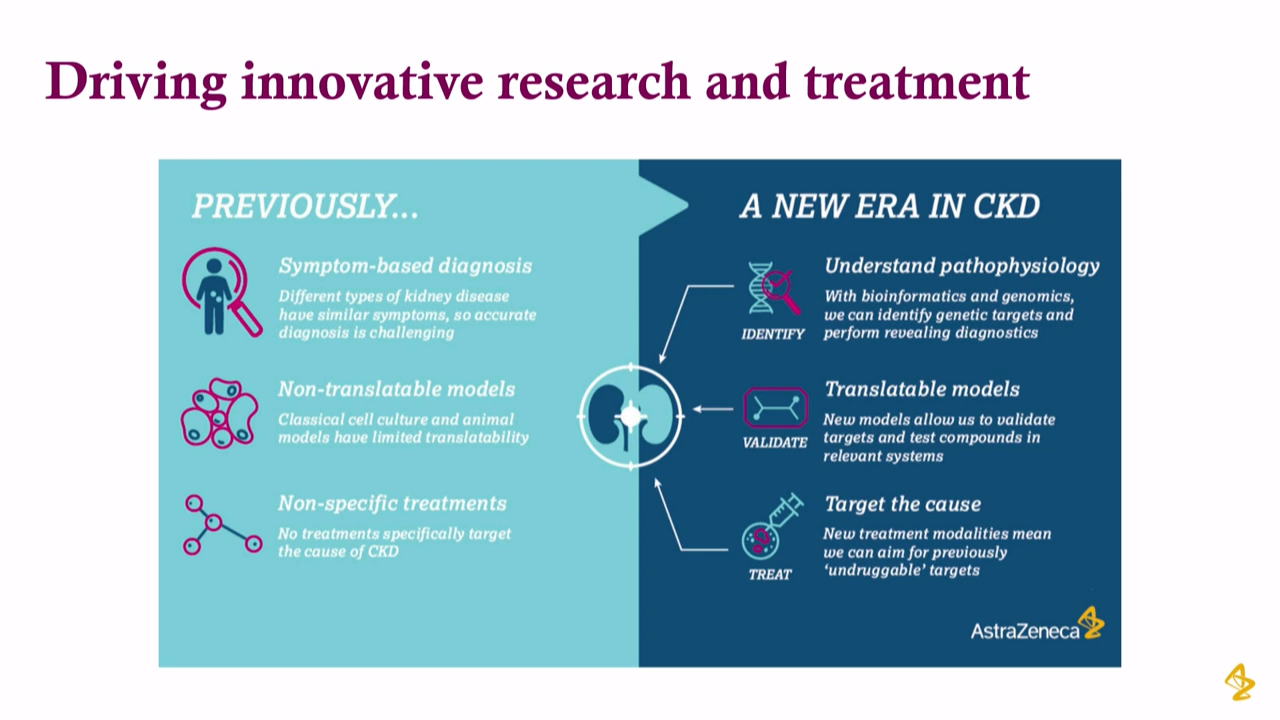 Driving innovative research and treatment
PREVIOUSLY...
Symptom-based diagnosis
Different types of kidney disease
have similar symptoms, so accurate
diagnosis is challenging
Non-translatable models
Classical cell culture and animal
models have limited translatability
Non-specific treatments
No treatments specifically target
the cause of CKD
A NEW ERA IN CKD
IDENTIFY
Understand pathophysiology
With bioinformatics and genomics,
we can identify genetic targets and
perform revealing diagnostics
VALIDATE
Translatable models
New models allow us to validate
targets and test compounds in
relevant systems
TREAT
Target the cause
New treatment modalities mean
we can aim for previously
‘undruggable’ targets
AstraZeneca